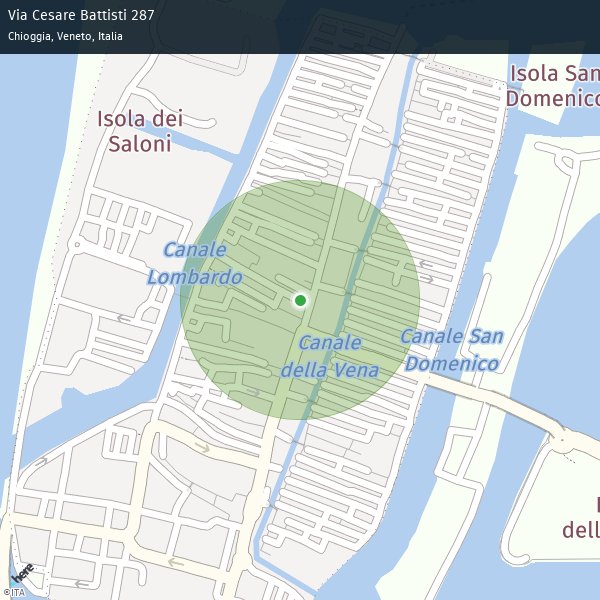 Via Cesare Battisti 287
Chioggia, Veneto, Italia
Isola San
Domenico
Isola dei
Saloni
Canale
Lombardo
Canale
della Vena
Canale San
Domenico
dell
here
©ITA